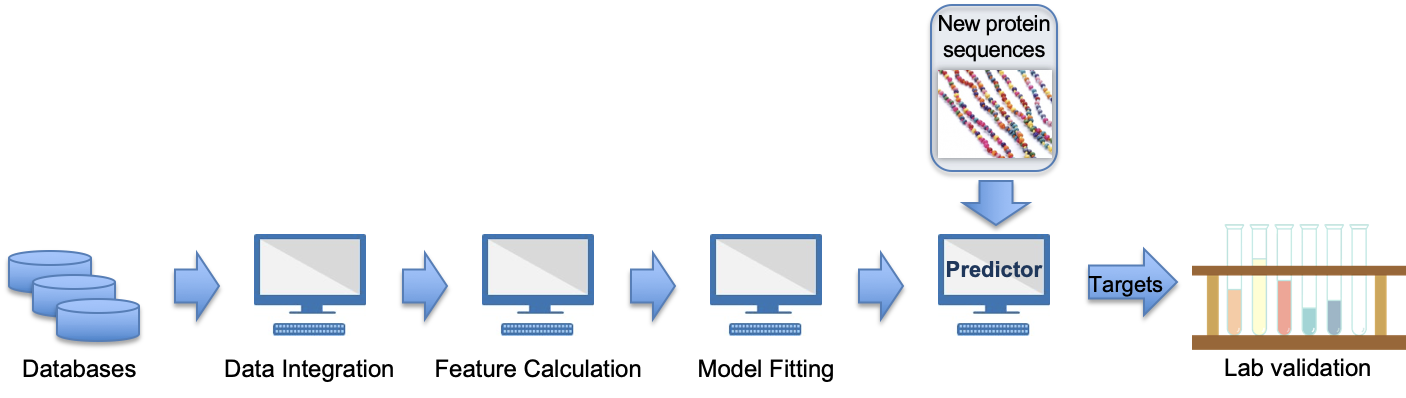 New protein
sequences
Predictor
Targets
Databases
Data Integration
Feature Calculation
Model Fitting
Lab validation